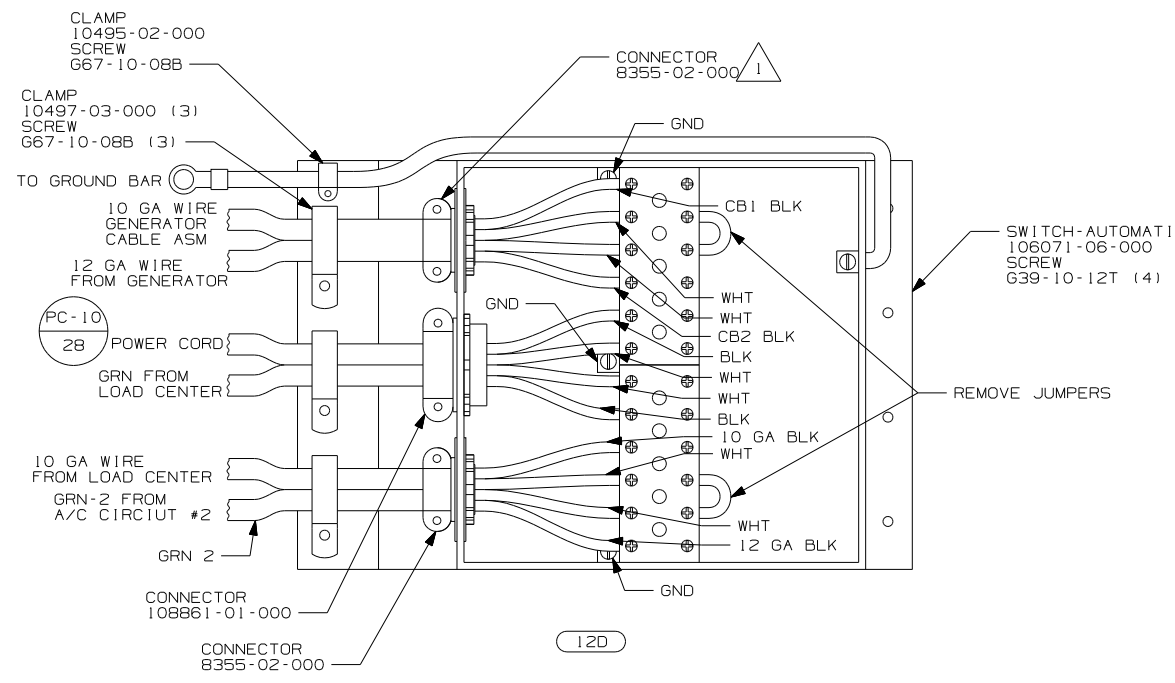 CLAMP
10495-02-000
SCREW
G67-10-08B
CLAMP
10497-03-000 (3)
SCREW
G67-10-08B (3)
TO GROUND BAR
10 GA WIRE
GENERATOR
CABLE ASM
12 GA WIRE
FROM GENERATOR
PC-10
28
POWER CORD
GRN FROM
LOAD CENTER
10 GA WIRE
FROM LOAD CENTER
GRN-2 FROM
A/C CIRCIUT #2
GRN 2
CONNECTOR
108861-01-000
CONNECTOR
8355-02-000
CONNECTOR
8355-02-000
1
GND
CB1 BLK
GND
WHT
WHT
CB2 BLK
BLK
WHT
WHT
BLK
10 GA BLK
WHT
WHT
12 GA BLK
GND
SWITCH-AUTOMATI
106071-06-000
SCREW
G39-10-12T (4)
REMOVE JUMPERS
12D